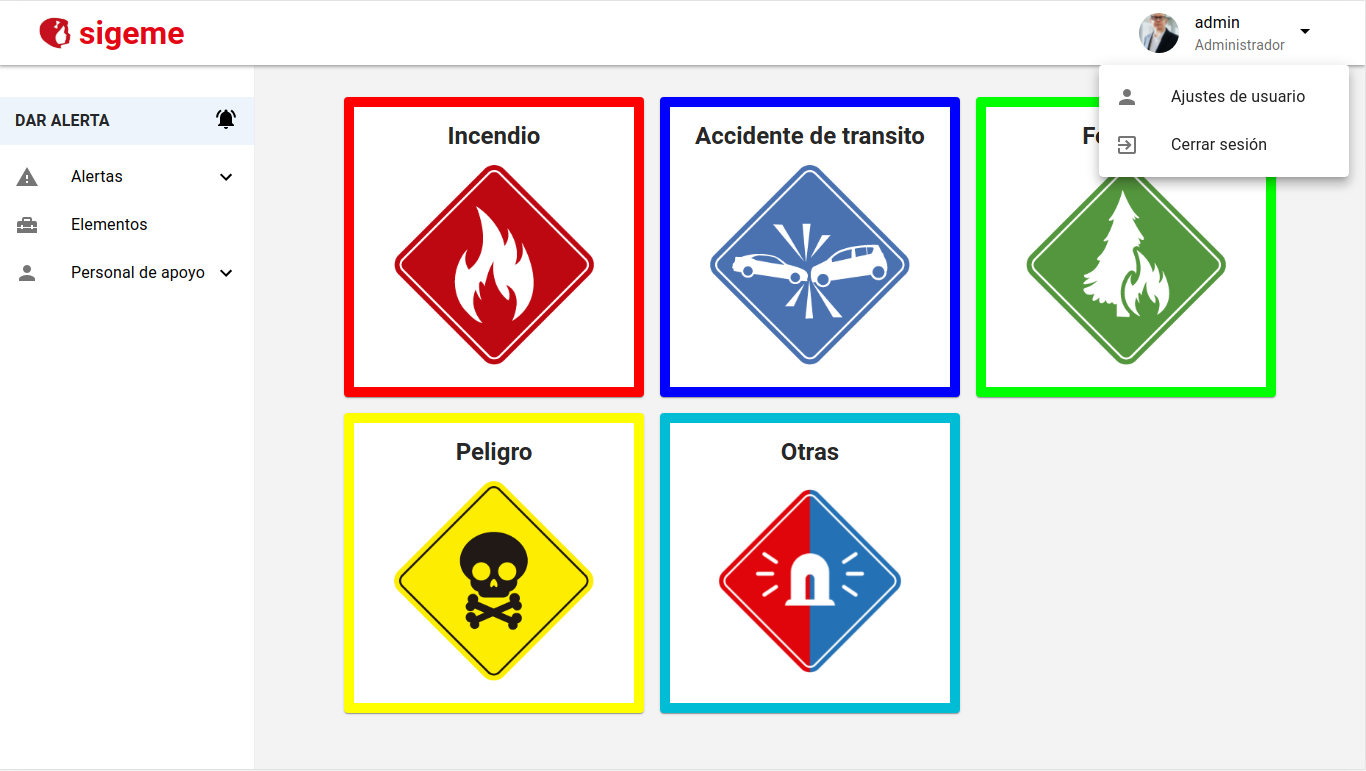 sigeme
admin
Administrador
Ajustes de usuario
Cerrar sesión
DAR ALERTA
Alertas
Elementos
Personal de apoyo
Incendio
Accidente de transito
Peligro
Otras